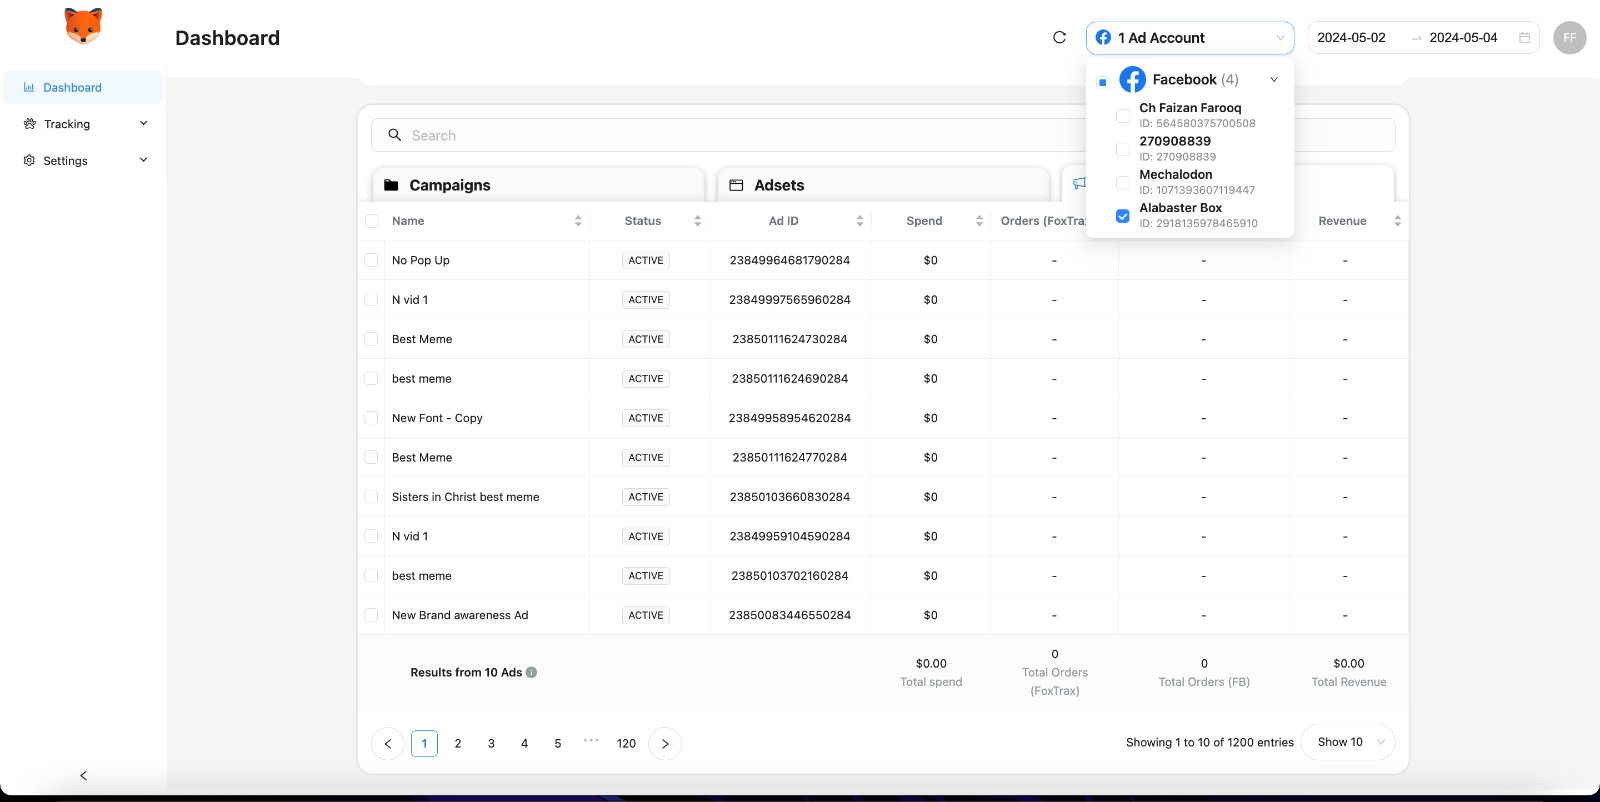 Dashboard
1 Ad Account
2024-05-02 → 2024-05-04
FF
Dashboard
Tracking
Settings
Facebook (4)
Ch Faizan Farooq
ID: 564580375700508
270908839
ID: 270908839
Mechalodon
ID: 1071393607119447
Alabaster Box
ID: 2918135978465910
Search
Campaigns
Adsets
Name Status Ad ID Spend Orders (FoxTra Revenue
No Pop Up ACTIVE 23849964681790284 $0 - - -
N vid 1 ACTIVE 23849997565960284 $0 - - -
Best Meme ACTIVE 23850111624730284 $0 - - -
best meme ACTIVE 23850111624690284 $0 - - -
New Font - Copy ACTIVE 23849958954620284 $0 - - -
Best Meme ACTIVE 23850111624770284 $0 - - -
Sisters in Christ best meme ACTIVE 23850103660830284 $0 - - -
N vid 1 ACTIVE 23849959104590284 $0 - - -
best meme ACTIVE 23850103702160284 $0 - - -
New Brand awareness Ad ACTIVE 23850083446550284 $0 - - -
Results from 10 Ads
$0.00
Total spend
0
Total Orders
(FoxTrax)
0
Total Orders (FB)
$0.00
Total Revenue
1 2 3 4 5 ••• 120
Showing 1 to 10 of 1200 entries
Show 10